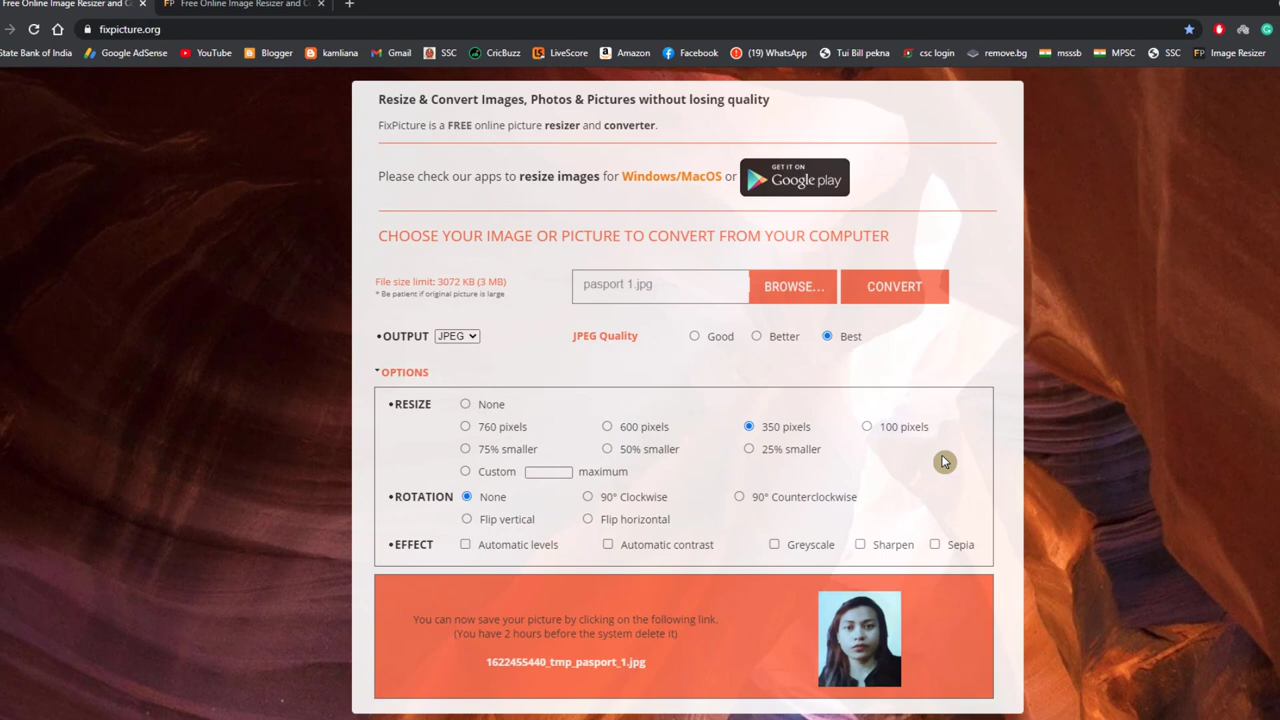 Free Online Image Resizer and Co
FP Free Online Image Resizer and C
fixpicture.org
State Bank of India Google AdSense YouTube Blogger kamliana Gmail SSC CricBuzz LiveScore Amazon Facebook (19) WhatsApp Tui Bill pekna csc login remove.bg msssb MPSC SSC FP Image Resizer
Resize & Convert Images, Photos & Pictures without losing quality
FixPicture is a FREE online picture resizer and converter.
Please check our apps to resize images for Windows/MacOS or
GET IT ON
Google play
CHOOSE YOUR IMAGE OR PICTURE TO CONVERT FROM YOUR COMPUTER
File size limit: 3072 KB (3 MB)
* Be patient if original picture is large
pasport 1.jpg BROWSE... CONVERT
•OUTPUT JPEG JPEG Quality Good Better Best
OPTIONS
•RESIZE None
760 pixels 600 pixels 350 pixels 100 pixels
75% smaller 50% smaller 25% smaller
Custom maximum
•ROTATION None 90° Clockwise 90° Counterclockwise
Flip vertical Flip horizontal
•EFFECT Automatic levels Automatic contrast Greyscale Sharpen Sepia
You can now save your picture by clicking on the following link.
(You have 2 hours before the system delete it)
1622455440_tmp_pasport_1.jpg